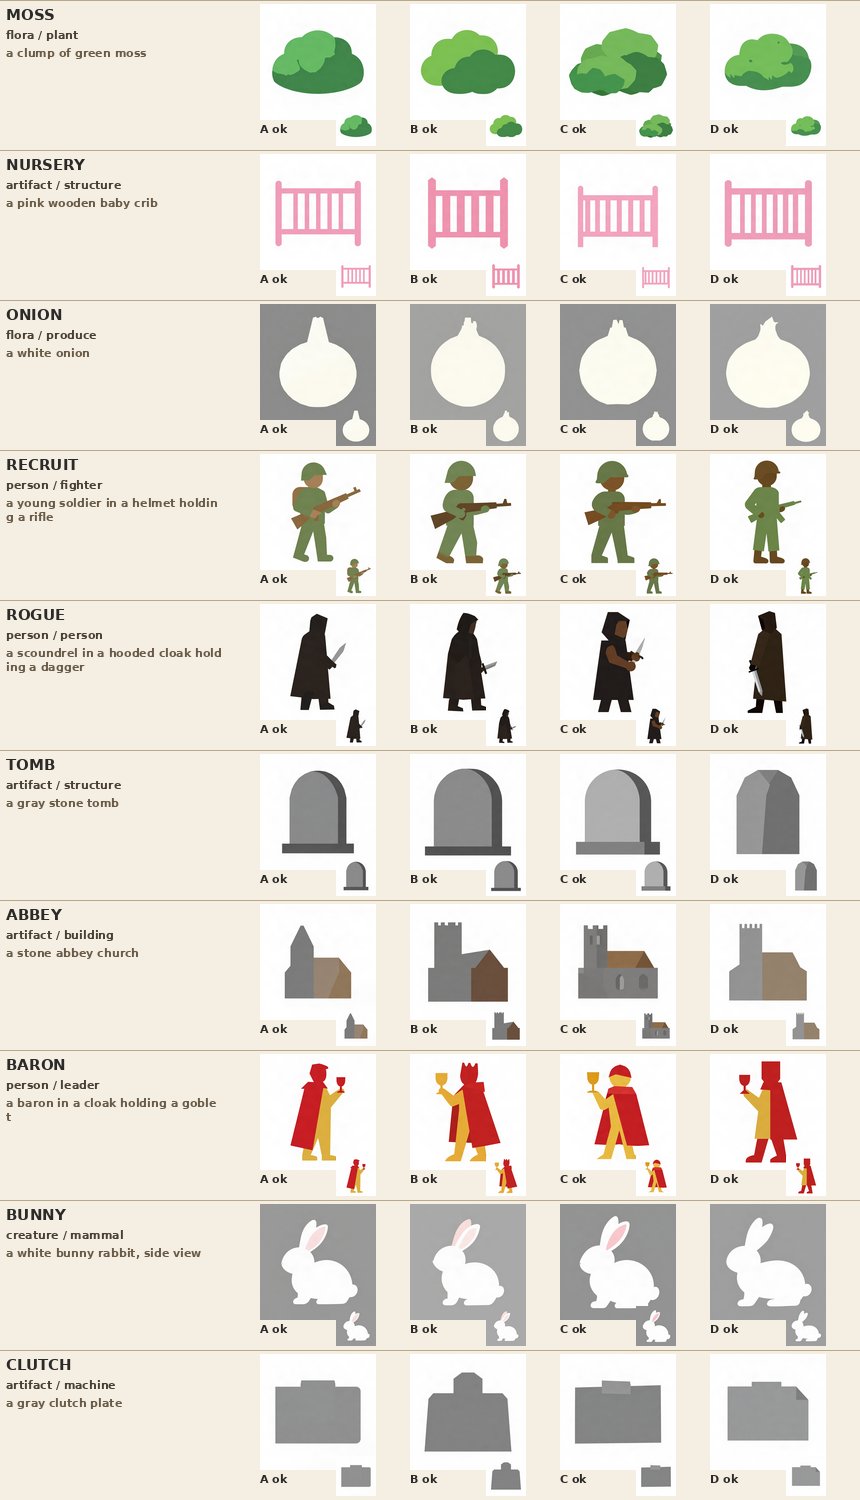 MOSS
flora / plant
a clump of green moss
A ok
B ok
C ok
D ok
NURSERY
artifact / structure
a pink wooden baby crib
A ok
B ok
C ok
D ok
ONION
flora / produce
a white onion
A ok
B ok
C ok
D ok
RECRUIT
person / fighter
a young soldier in a helmet holdin
g a rifle
A ok
B ok
C ok
D ok
ROGUE
person / person
a scoundrel in a hooded cloak hold
ing a dagger
A ok
B ok
C ok
D ok
TOMB
artifact / structure
a gray stone tomb
A ok
B ok
C ok
D ok
ABBEY
artifact / building
a stone abbey church
A ok
B ok
C ok
D ok
BARON
person / leader
a baron in a cloak holding a goble
t
A ok
B ok
C ok
D ok
BUNNY
creature / mammal
a white bunny rabbit, side view
A ok
B ok
C ok
D ok
CLUTCH
artifact / machine
a gray clutch plate
A ok
B ok
C ok
D ok